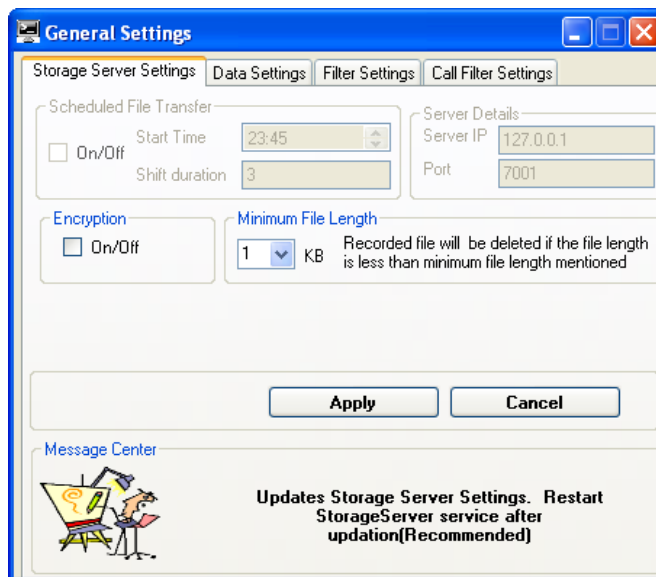 General Settings
Storage Server Settings Data Settings Filter Settings Call Filter Settings
Scheduled File Transfer
On/Off
Start Time 23:45
Shift duration 3
Server Details
Server IP 127.0.0.1
Port 7001
Encryption
On/Off
Minimum File Length
1 KB
Recorded file will be deleted if the file length
is less than minimum file length mentioned
Apply Cancel
Message Center
Updates Storage Server Settings. Restart
StorageServer service after
updation(Recommended)